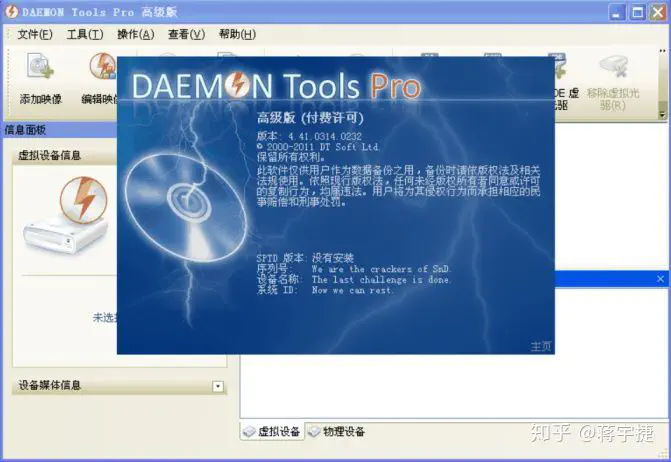 DAEMON Tools Pro 高级版
文件(F) 工具(T) 操作(A) 查看(V) 帮助(H)
添加映像
移除虚拟光
驱(R)
信息面板
虚拟设备信息
DAEMON Tools Pro
高级版 (付费许可)
版本: 4.41.0314.0232
© 2000-2011 DT Soft Ltd.
保留所有权利。
此软件仅供用户作为数据备份之用，备份时请依版权法及相关
法规使用。依照现行版权法，任何未经版权所有者同意或许可
的复制行为，均属违法。用户将为其侵权行为而承担相应的民
事赔偿和刑事处罚。
SPTD 版本: 没有安装
序列号: We are the crackers of SnD.
设备名称: The last challenge is done.
系统 ID: Now we can rest.
主页
设备媒体信息
虚拟设备 物理设备
知乎 @蒋宇捷